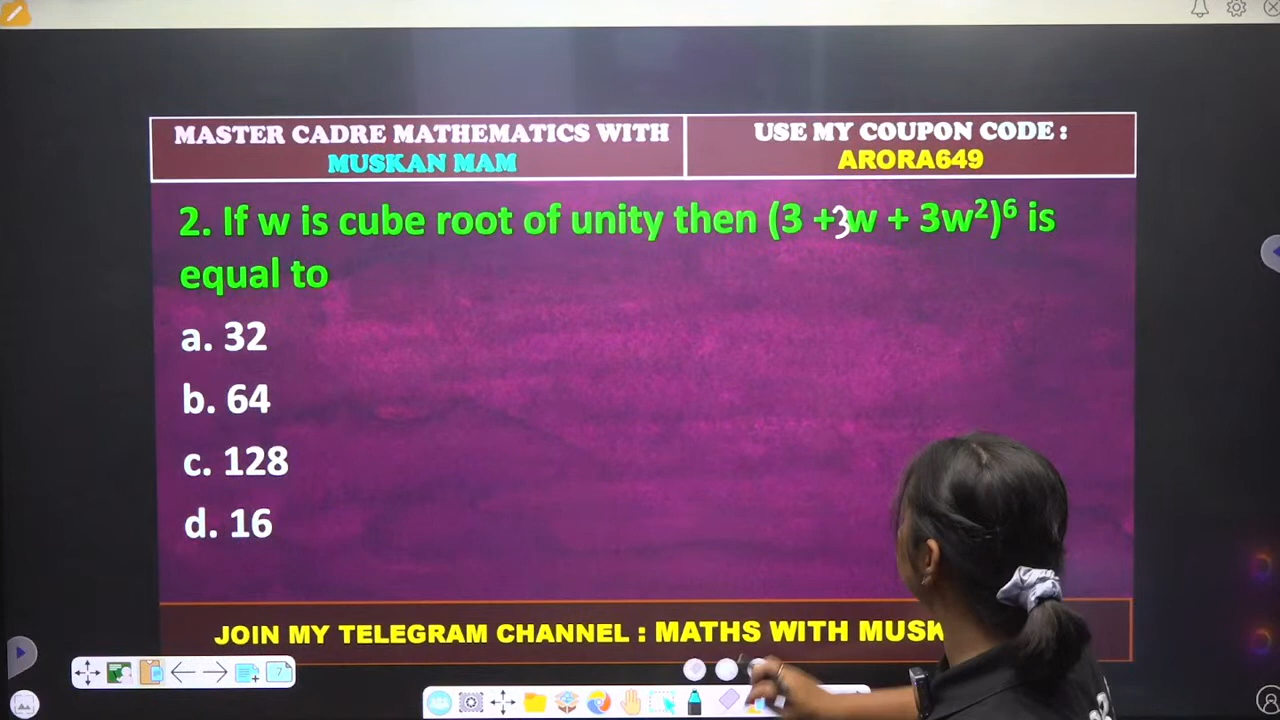 MASTER CADRE MATHEMATICS WITH
MUSKAN MAM
USE MY COUPON CODE :
ARORA649
2. If w is cube root of unity then (3 +3w + 3w²)⁶ is
equal to
a. 32
b. 64
c. 128
d. 16
JOIN MY TELEGRAM CHANNEL : MATHS WITH MUSK
7